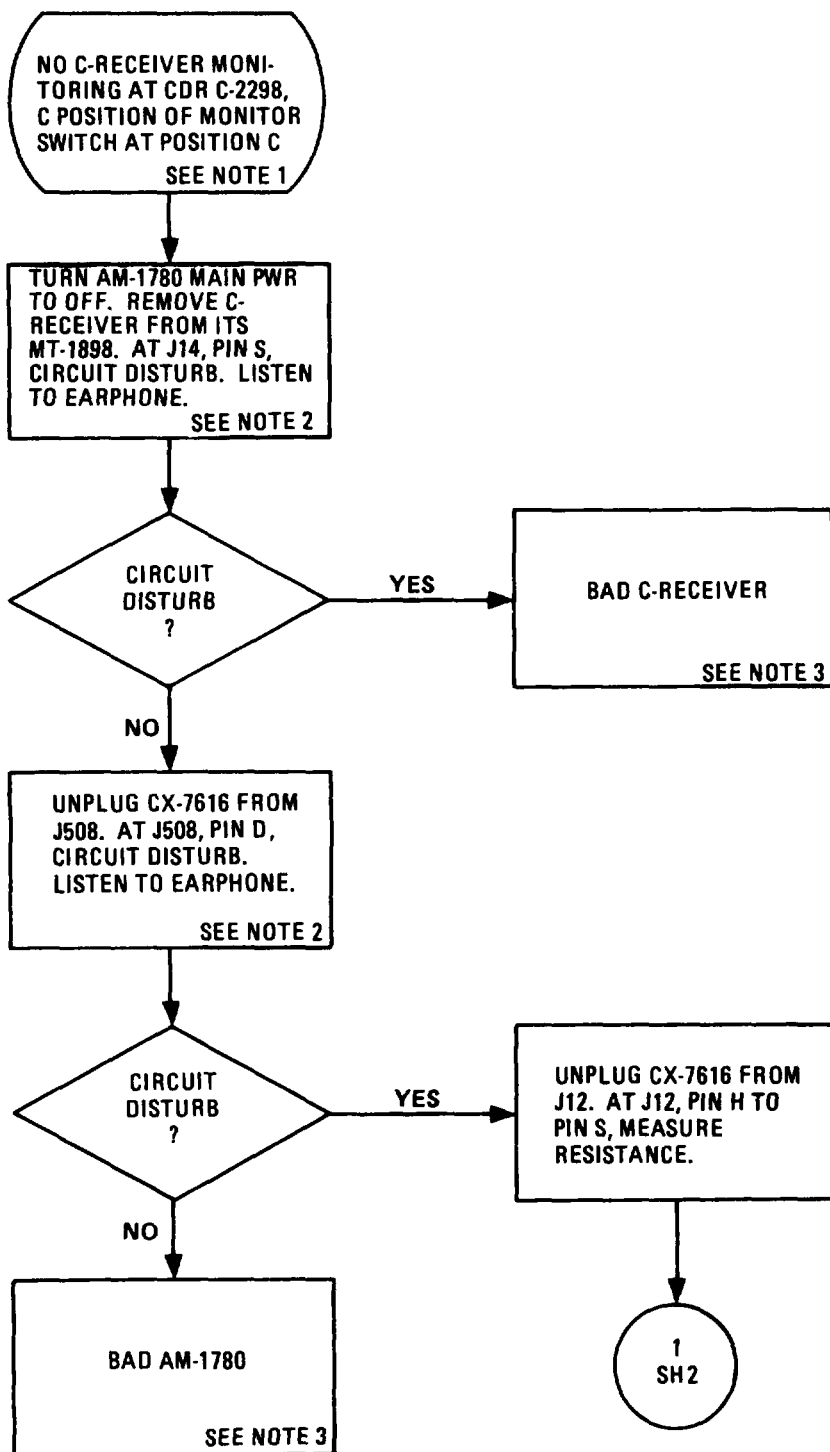 NO C-RECEIVER MONI-
TORING AT CDR C-2298,
C POSITION OF MONITOR
SWITCH AT POSITION C
SEE NOTE 1
TURN AM-1780 MAIN PWR
TO OFF. REMOVE C-
RECEIVER FROM ITS
MT-1898. AT J14, PIN S,
CIRCUIT DISTURB. LISTEN
TO EARPHONE.
SEE NOTE 2
CIRCUIT
DISTURB
?
YES
BAD C-RECEIVER
SEE NOTE 3
NO
UNPLUG CX-7616 FROM
J508. AT J508, PIN D,
CIRCUIT DISTURB.
LISTEN TO EARPHONE.
SEE NOTE 2
CIRCUIT
DISTURB
?
YES
UNPLUG CX-7616 FROM
J12. AT J12, PIN H TO
PIN S, MEASURE
RESISTANCE.
NO
BAD AM-1780
SEE NOTE 3
1
SH2